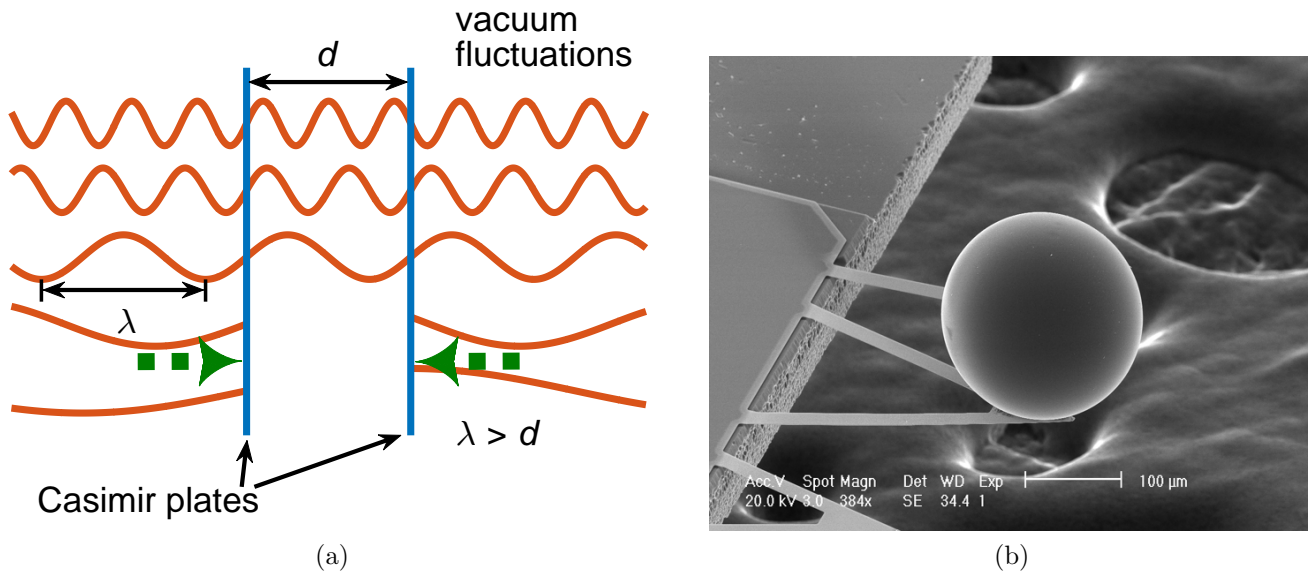 vacuum
fluctuations
d
λ
λ > d
Casimir plates
(a)
Acc.V Spot Magn Det WD Exp
20.0 kV 3.0 384x SE 34.4 1
100 µm
(b)